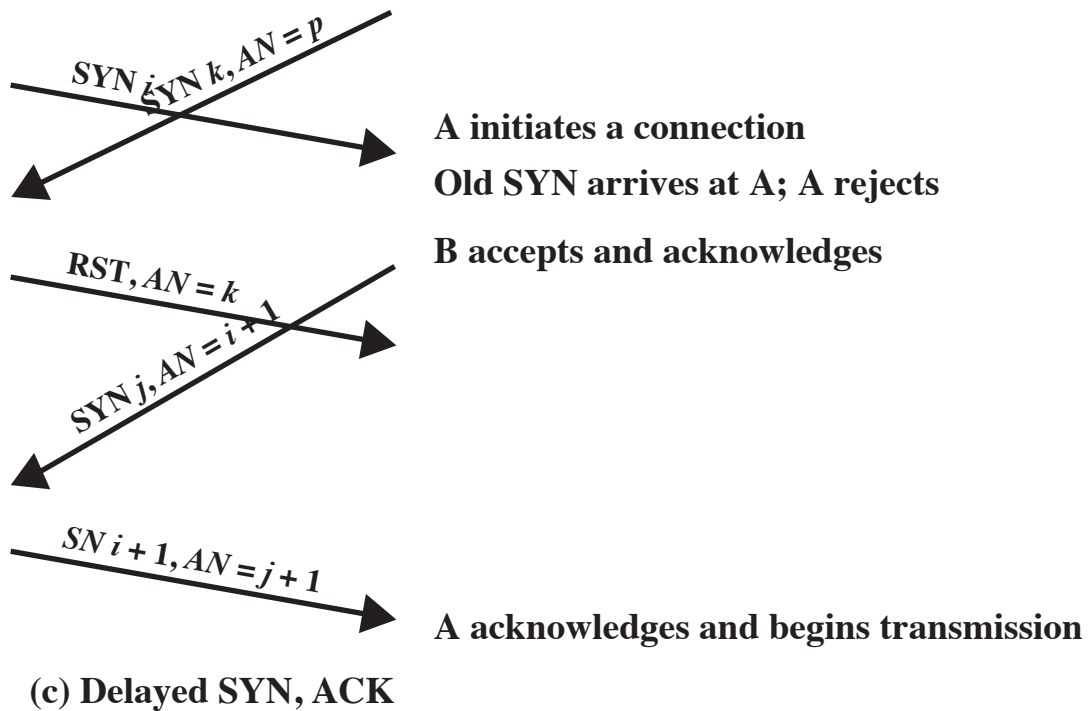 SYN i
SYN k, AN = p
A initiates a connection
Old SYN arrives at A; A rejects
B accepts and acknowledges
RST, AN = k
SYN j, AN = i + 1
SN i + 1, AN = j + 1
A acknowledges and begins transmission
(c) Delayed SYN, ACK